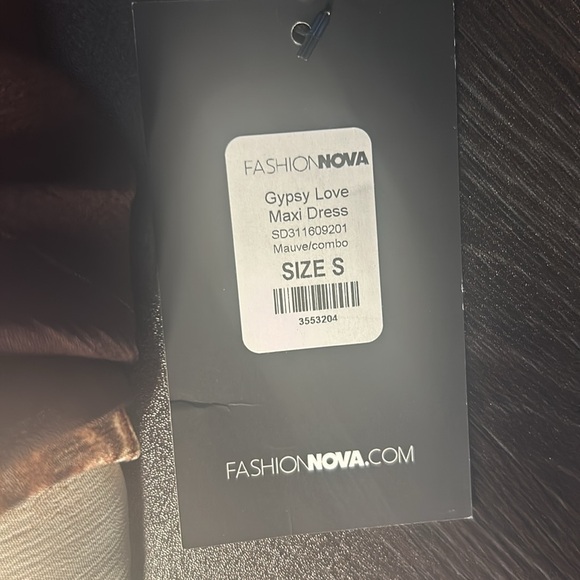 FASHIONNOVA
Gypsy Love
Maxi Dress
SD311609201
Mauve/combo
SIZE S
3553204
FASHIONNOVA.COM